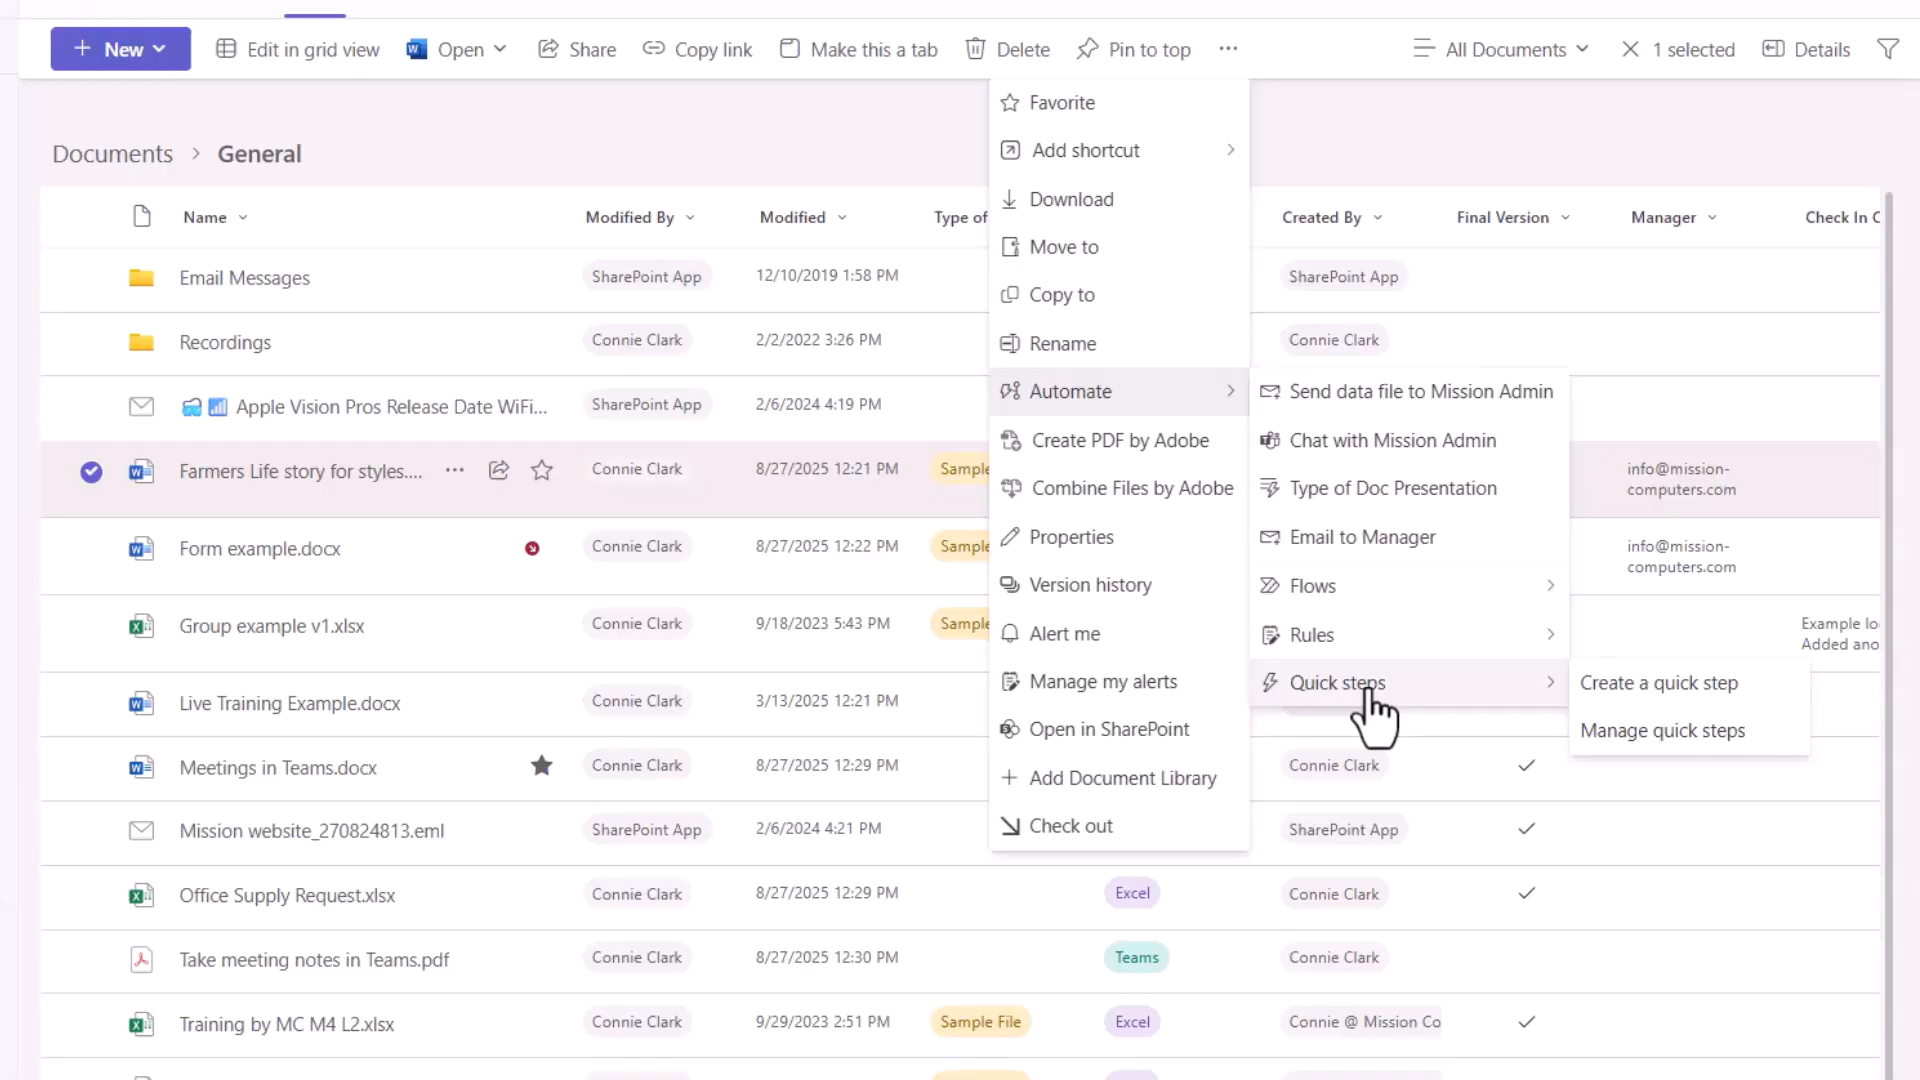 New
Edit in grid view
Open
Share
Copy link
Make this a tab
Delete
Pin to top
All Documents
1 selected
Details
Documents > General
Name
Modified By
Modified
Type of
Created By
Final Version
Manager
Check In C
Email Messages
SharePoint App
12/10/2019 1:58 PM
SharePoint App
Recordings
Connie Clark
2/2/2022 3:26 PM
Connie Clark
Apple Vision Pros Release Date WiFi...
SharePoint App
2/6/2024 4:19 PM
Farmers Life story for styles....
Connie Clark
8/27/2025 12:21 PM
Sample
info@mission-
computers.com
Form example.docx
Connie Clark
8/27/2025 12:22 PM
Sample
info@mission-
computers.com
Group example v1.xlsx
Connie Clark
9/18/2023 5:43 PM
Sample
Example lo
Added ano
Live Training Example.docx
Connie Clark
3/13/2025 12:21 PM
Meetings in Teams.docx
Connie Clark
8/27/2025 12:29 PM
Connie Clark
Mission website_270824813.eml
SharePoint App
2/6/2024 4:21 PM
SharePoint App
Office Supply Request.xlsx
Connie Clark
8/27/2025 12:29 PM
Excel
Connie Clark
Take meeting notes in Teams.pdf
Connie Clark
8/27/2025 12:30 PM
Teams
Connie Clark
Training by MC M4 L2.xlsx
Connie Clark
9/29/2023 2:51 PM
Sample File
Excel
Connie @ Mission Co
Favorite
Add shortcut
Download
Move to
Copy to
Rename
Automate
Create PDF by Adobe
Combine Files by Adobe
Properties
Version history
Alert me
Manage my alerts
Open in SharePoint
Add Document Library
Check out
Send data file to Mission Admin
Chat with Mission Admin
Type of Doc Presentation
Email to Manager
Flows
Rules
Quick steps
Create a quick step
Manage quick steps